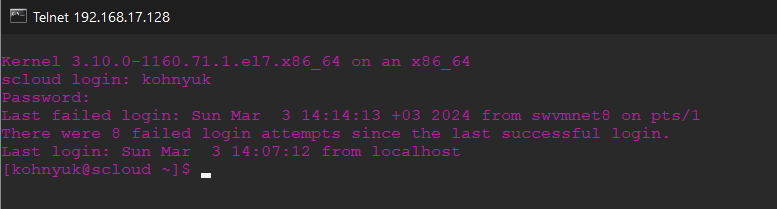 Telnet 192.168.17.128
Kernel 3.10.0-1160.71.1.el7.x86_64 on an x86_64
scloud login: kohnyuk
Password:
Last failed login: Sun Mar  3 14:14:13 +03 2024 from swvmnet8 on pts/1
There were 8 failed login attempts since the last successful login.
Last login: Sun Mar  3 14:07:12 from localhost
[kohnyuk@scloud ~]$